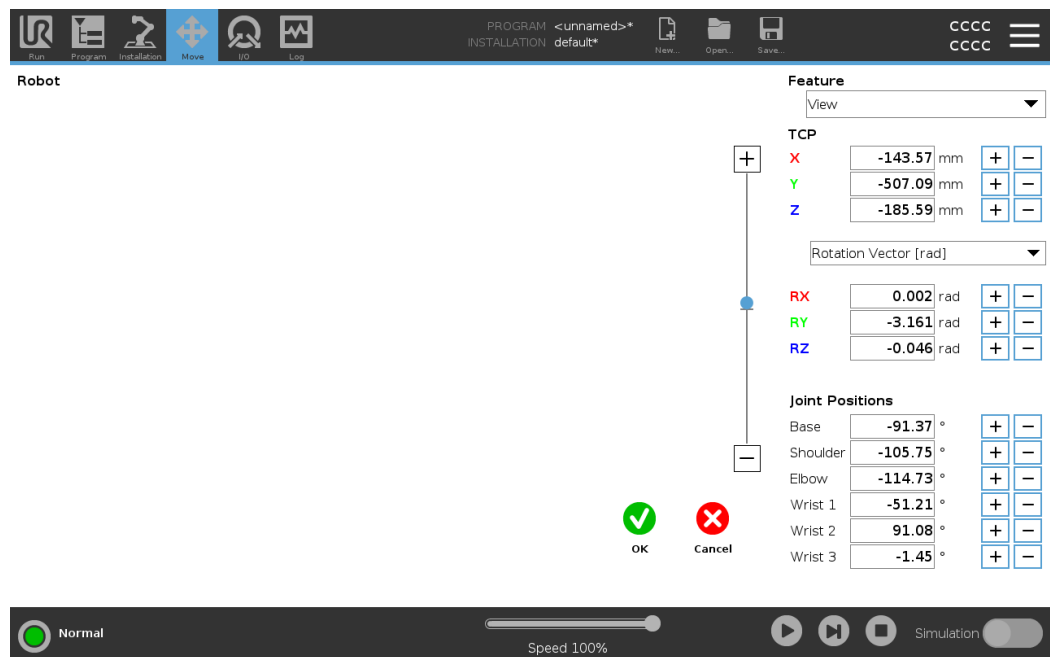 UR
Run Program Installation Move I/O Log
PROGRAM <unnamed>*
INSTALLATION default*
New... Open... Save...
CCCC
CCCC
Robot
Feature
View
TCP
X -143.57 mm + −
Y -507.09 mm + −
Z -185.59 mm + −
Rotation Vector [rad]
RX 0.002 rad + −
RY -3.161 rad + −
RZ -0.046 rad + −
Joint Positions
Base -91.37 ° + −
Shoulder -105.75 ° + −
Elbow -114.73 ° + −
Wrist 1 -51.21 ° + −
Wrist 2 91.08 ° + −
Wrist 3 -1.45 ° + −
+
−
OK Cancel
Normal
Speed 100%
Simulation